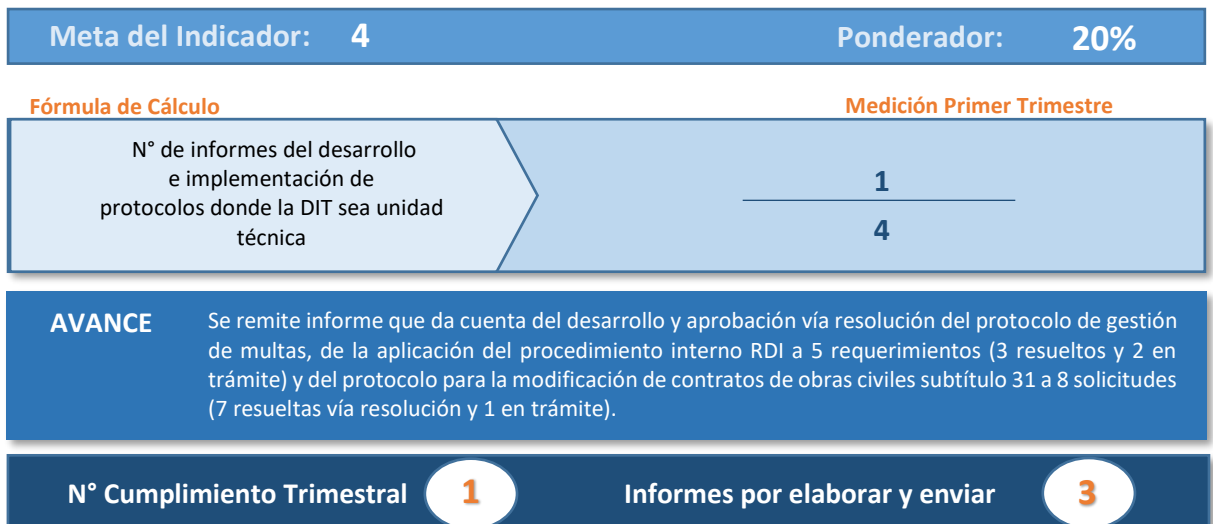 Meta del Indicador: 4 Ponderador: 20%
Fórmula de Cálculo Medición Primer Trimestre
N° de informes del desarrollo
e implementación de
protocolos donde la DIT sea unidad
técnica
1
4
AVANCE Se remite informe que da cuenta del desarrollo y aprobación vía resolución del protocolo de gestión
de multas, de la aplicación del procedimiento interno RDI a 5 requerimientos (3 resueltos y 2 en
trámite) y del protocolo para la modificación de contratos de obras civiles subtítulo 31 a 8 solicitudes
(7 resueltas vía resolución y 1 en trámite).
N° Cumplimiento Trimestral 1 Informes por elaborar y enviar 3